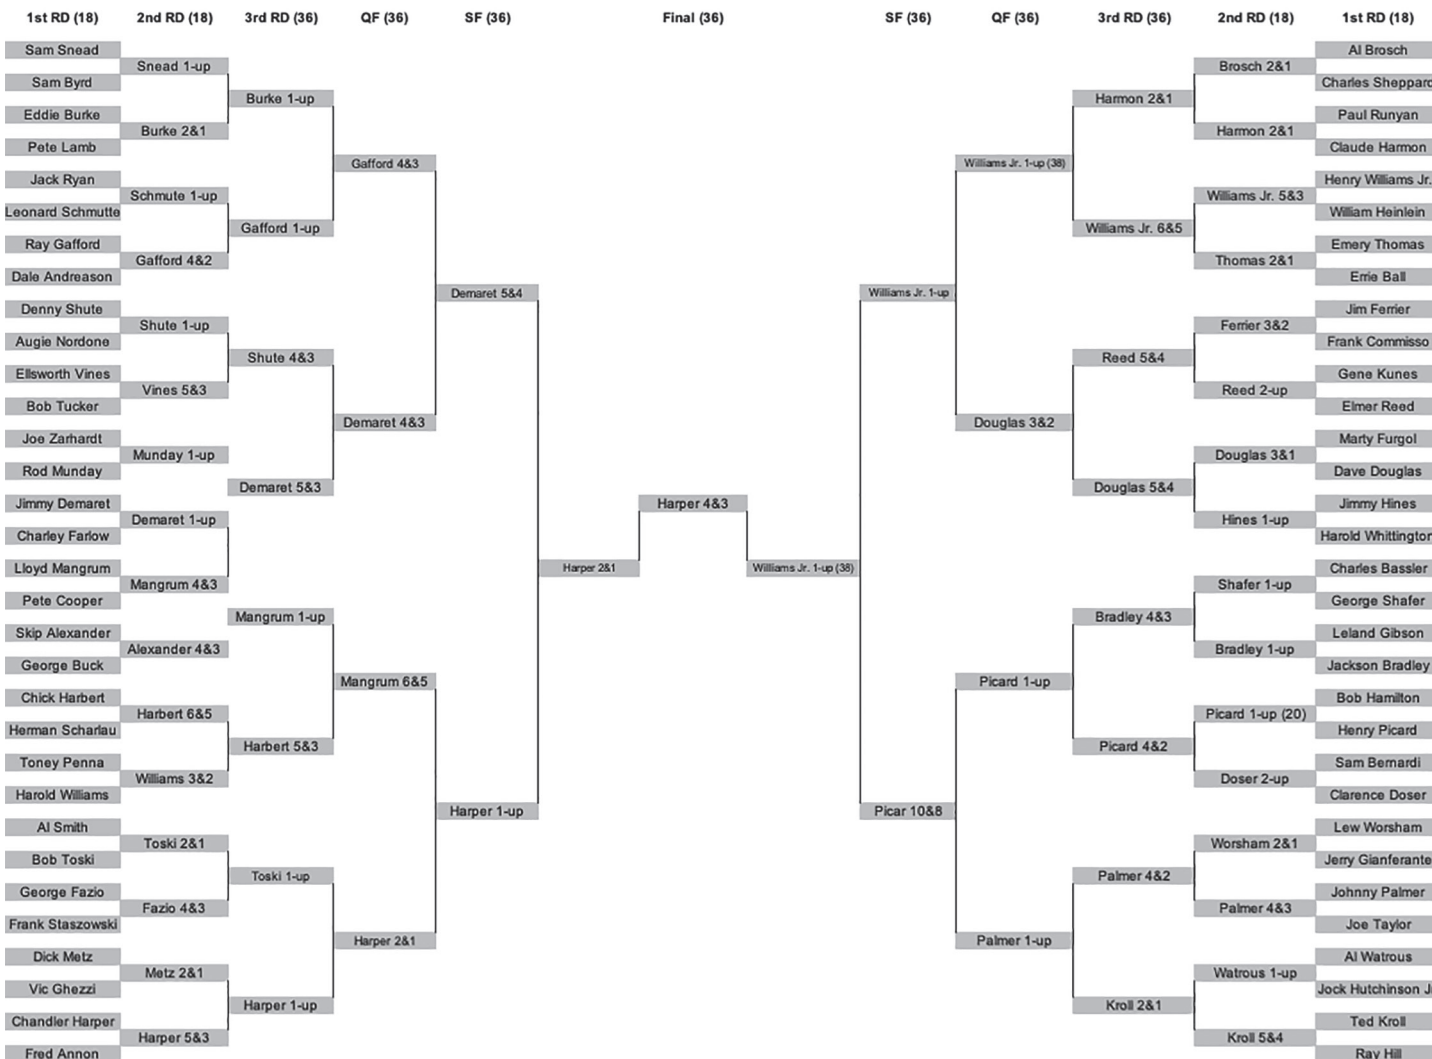 1st RD (18)
2nd RD (18)
3rd RD (36)
QF (36)
SF (36)
Final (36)
SF (36)
QF (36)
3rd RD (36)
2nd RD (18)
1st RD (18)
Sam Snead
Sam Byrd
Eddie Burke
Pete Lamb
Jack Ryan
Leonard Schmutte
Ray Gafford
Dale Andreason
Denny Shute
Augie Nordone
Ellsworth Vines
Bob Tucker
Joe Zarhardt
Rod Munday
Jimmy Demaret
Charley Farlow
Lloyd Mangrum
Pete Cooper
Skip Alexander
George Buck
Chick Harbert
Herman Scharlau
Toney Penna
Harold Williams
Al Smith
Bob Toski
George Fazio
Frank Staszowski
Dick Metz
Vic Ghezzi
Chandler Harper
Fred Annon
Snead 1-up
Burke 2&1
Schmute 1-up
Gafford 4&2
Shute 1-up
Vines 5&3
Munday 1-up
Demaret 1-up
Mangrum 4&3
Alexander 4&3
Harbert 6&5
Williams 3&2
Toski 2&1
Fazio 4&3
Metz 2&1
Harper 5&3
Burke 1-up
Gafford 1-up
Shute 4&3
Demaret 5&3
Mangrum 1-up
Harbert 5&3
Toski 1-up
Harper 1-up
Gafford 4&3
Demaret 4&3
Mangrum 6&5
Harper 2&1
Demaret 5&4
Harper 1-up
Harper 2&1
Harper 4&3
Williams Jr. 1-up (38)
Williams Jr. 1-up
Picar 10&8
Williams Jr. 1-up (38)
Douglas 3&2
Picard 1-up
Palmer 1-up
Harmon 2&1
Williams Jr. 6&5
Reed 5&4
Douglas 5&4
Bradley 4&3
Picard 4&2
Palmer 4&2
Kroll 2&1
Brosch 2&1
Harmon 2&1
Williams Jr. 5&3
Thomas 2&1
Ferrier 3&2
Reed 2-up
Douglas 3&1
Hines 1-up
Shafer 1-up
Bradley 1-up
Picard 1-up (20)
Doser 2-up
Worsham 2&1
Palmer 4&3
Watrous 1-up
Kroll 5&4
Al Brosch
Charles Sheppard
Paul Runyan
Claude Harmon
Henry Williams Jr.
William Heinlein
Emery Thomas
Errie Ball
Jim Ferrier
Frank Commisso
Gene Kunes
Elmer Reed
Marty Furgol
Dave Douglas
Jimmy Hines
Harold Whittington
Charles Bassler
George Shafer
Leland Gibson
Jackson Bradley
Bob Hamilton
Henry Picard
Sam Bernardi
Clarence Doser
Lew Worsham
Jerry Gianferante
Johnny Palmer
Joe Taylor
Al Watrous
Jock Hutchinson J
Ted Kroll
Ray Hill